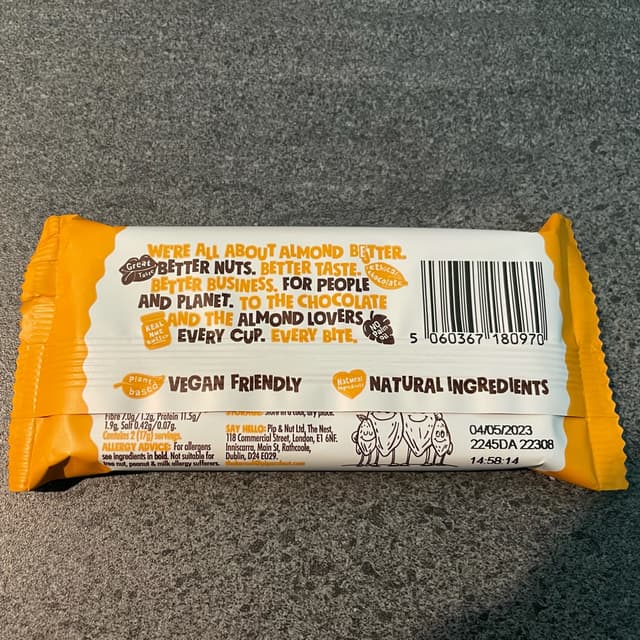 WE'RE ALL ABOUT ALMOND BETTER.
Great Taste
BETTER NUTS. BETTER TASTE.
ethical chocolate
BETTER BUSINESS. FOR PEOPLE
AND PLANET. TO THE CHOCOLATE
REAL Nut Butter
AND THE ALMOND LOVERS
NO Palm Oil
EVERY CUP. EVERY BITE.
5 060367 180970
Plant based
VEGAN FRIENDLY
Natural Ingredients
NATURAL INGREDIENTS
Fibre 7.0g/1.2g, Protein 11.5g/
1.9g, Salt 0.42g/0.07g.
Contains 2 (17g) servings.
ALLERGY ADVICE: For allergens
see ingredients in bold. Not suitable for
tree nut, peanut & milk allergy sufferers.
STORAGE: Store in a cool, dry place.
SAY HELLO: Pip & Nut Ltd, The Nest,
118 Commercial Street, London, E1 6NF.
Inniscarra, Main St, Rathcoole,
Dublin, D24 E029.
04/05/2023
2245DA 22308
14:58:14